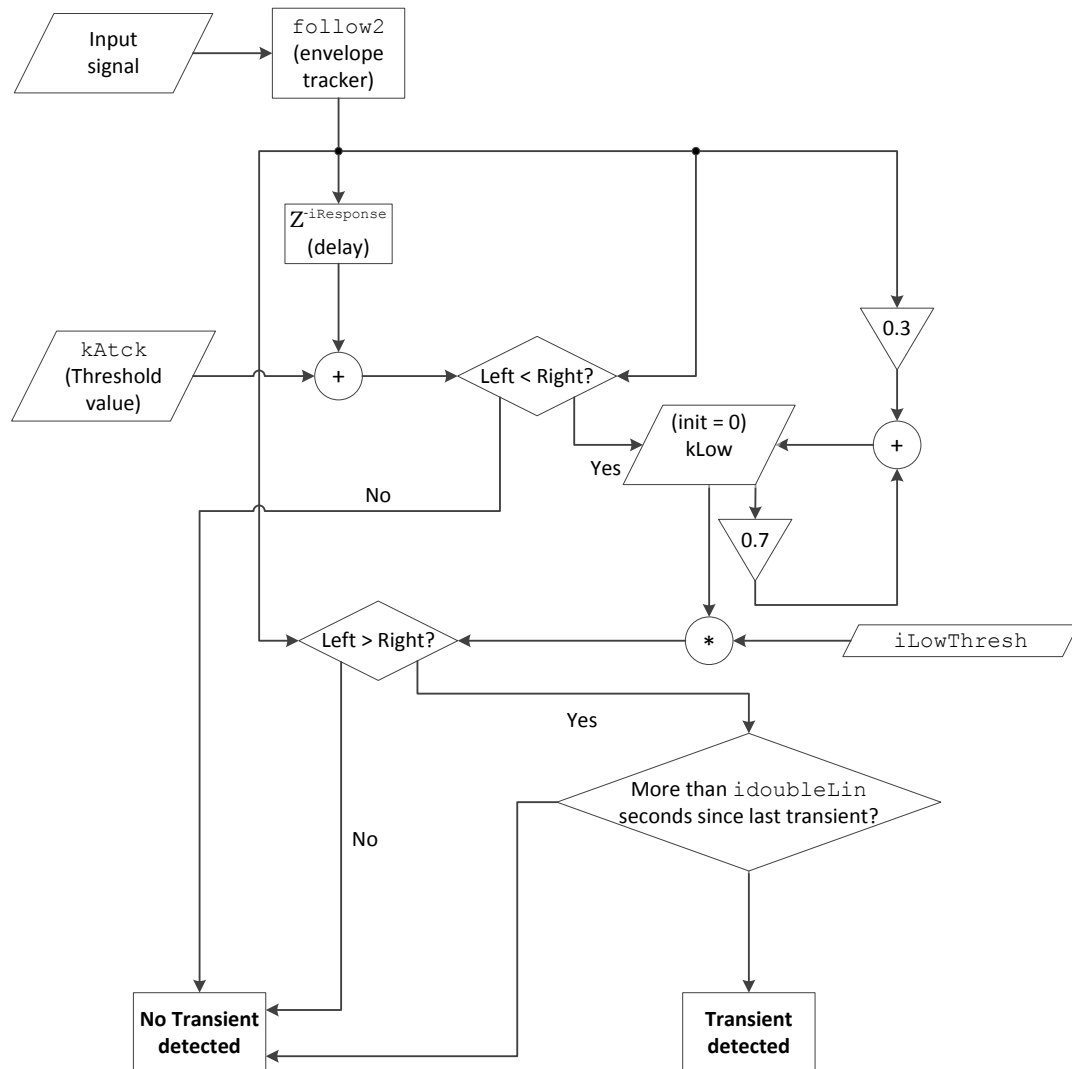 Input
signal
follow2
(envelope
tracker)
Z-iResponse
(delay)
0.3
kAtck
(Threshold
value)
+
Left < Right?
(init = 0)
kLow
+
Yes
No
0.7
Left > Right?
*
iLowThresh
Yes
More than idoubleLin
seconds since last transient?
No
No Transient
detected
Transient
detected